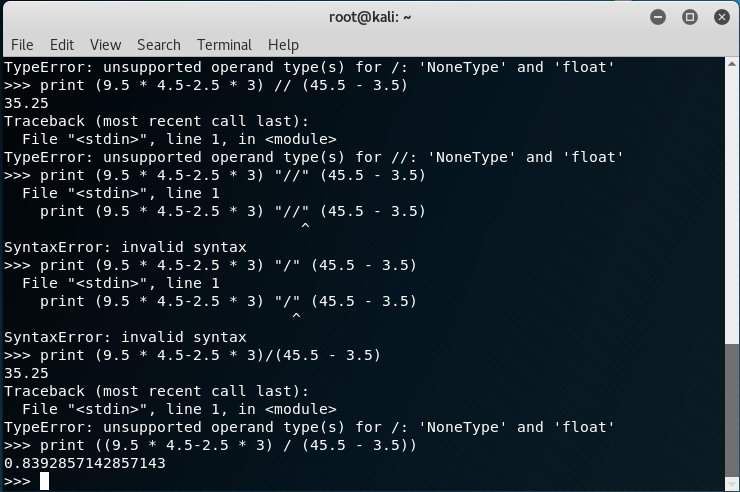 root@kali: ~
File Edit View Search Terminal Help
TypeError: unsupported operand type(s) for /: 'NoneType' and 'float'
>>> print (9.5 * 4.5-2.5 * 3) // (45.5 - 3.5)
35.25
Traceback (most recent call last):
  File "<stdin>", line 1, in <module>
TypeError: unsupported operand type(s) for //: 'NoneType' and 'float'
>>> print (9.5 * 4.5-2.5 * 3) "//" (45.5 - 3.5)
  File "<stdin>", line 1
    print (9.5 * 4.5-2.5 * 3) "//" (45.5 - 3.5)
                                 ^
SyntaxError: invalid syntax
>>> print (9.5 * 4.5-2.5 * 3) "/" (45.5 - 3.5)
  File "<stdin>", line 1
    print (9.5 * 4.5-2.5 * 3) "/" (45.5 - 3.5)
                                ^
SyntaxError: invalid syntax
>>> print (9.5 * 4.5-2.5 * 3)/(45.5 - 3.5)
35.25
Traceback (most recent call last):
  File "<stdin>", line 1, in <module>
TypeError: unsupported operand type(s) for /: 'NoneType' and 'float'
>>> print ((9.5 * 4.5-2.5 * 3) / (45.5 - 3.5))
0.8392857142857143
>>>